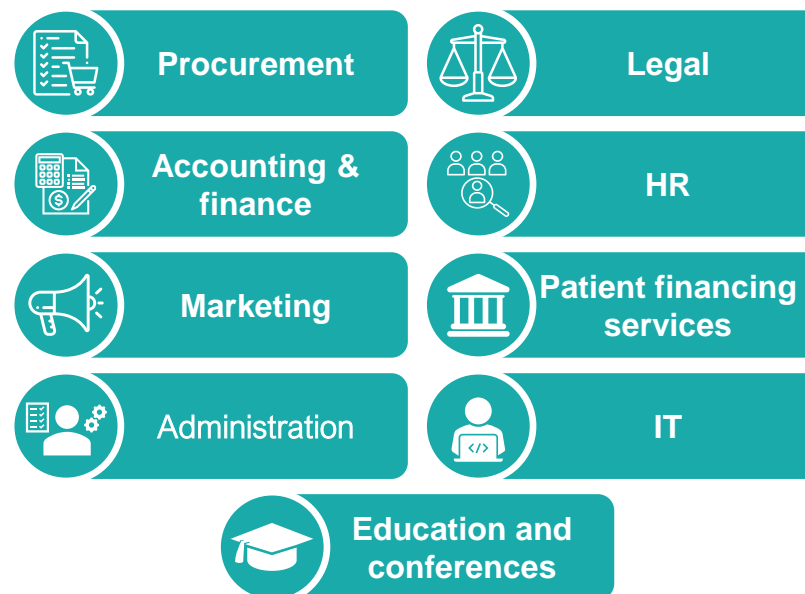 Procurement
Legal
Accounting &
finance
HR
Marketing
Patient financing
services
Administration
IT
</>
Education and
conferences